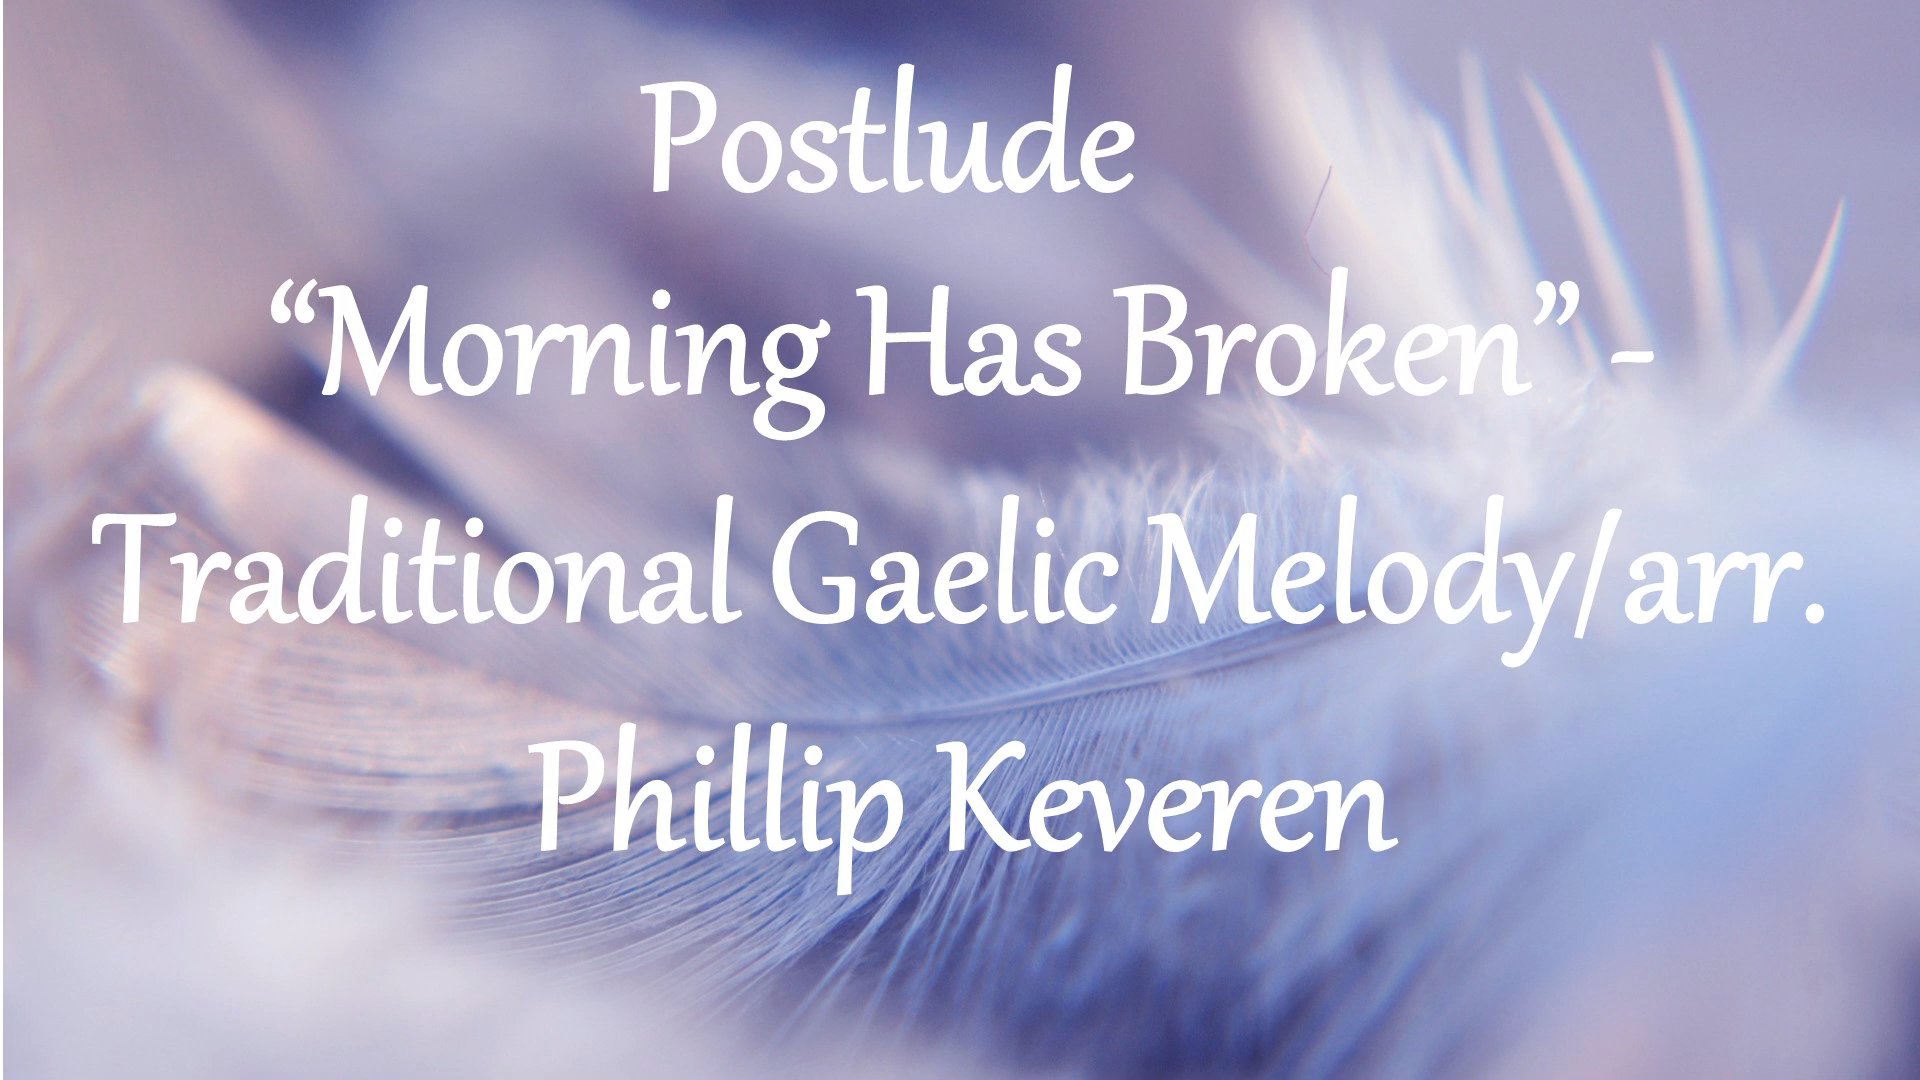 Postlude
“Morning Has Broken” -
Traditional Gaelic Melody/arr.
Phillip Keveren